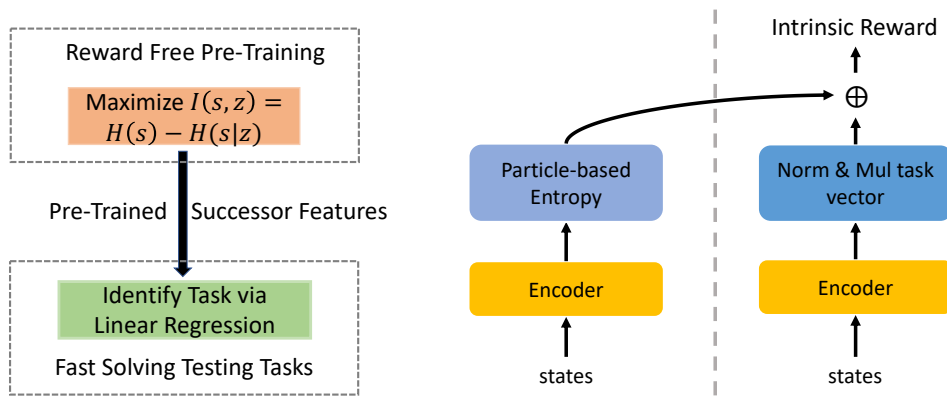 Reward Free Pre-Training
Maximize I(s, z) =
H(s) − H(s|z)
Pre-Trained Successor Features
Identify Task via
Linear Regression
Fast Solving Testing Tasks
Particle-based
Entropy
Encoder
states
Intrinsic Reward
⊕
Norm & Mul task
vector
Encoder
states